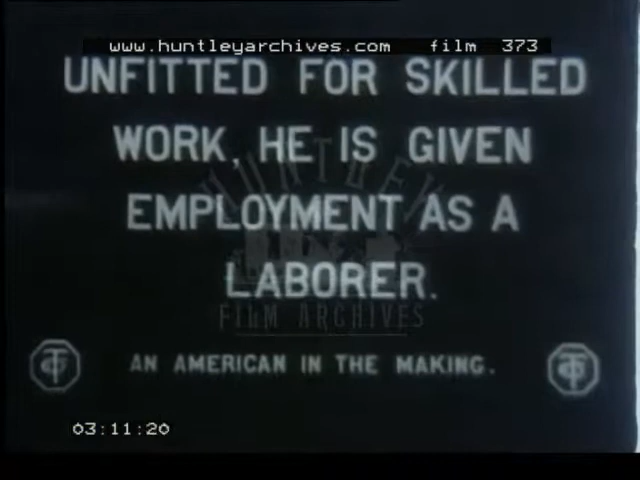 www.huntleyarchives.com film 373
UNFITTED FOR SKILLED
WORK, HE IS GIVEN
EMPLOYMENT AS A
LABORER.
HUNTLEY
FILM ARCHIVES
AN AMERICAN IN THE MAKING.
03:11:20